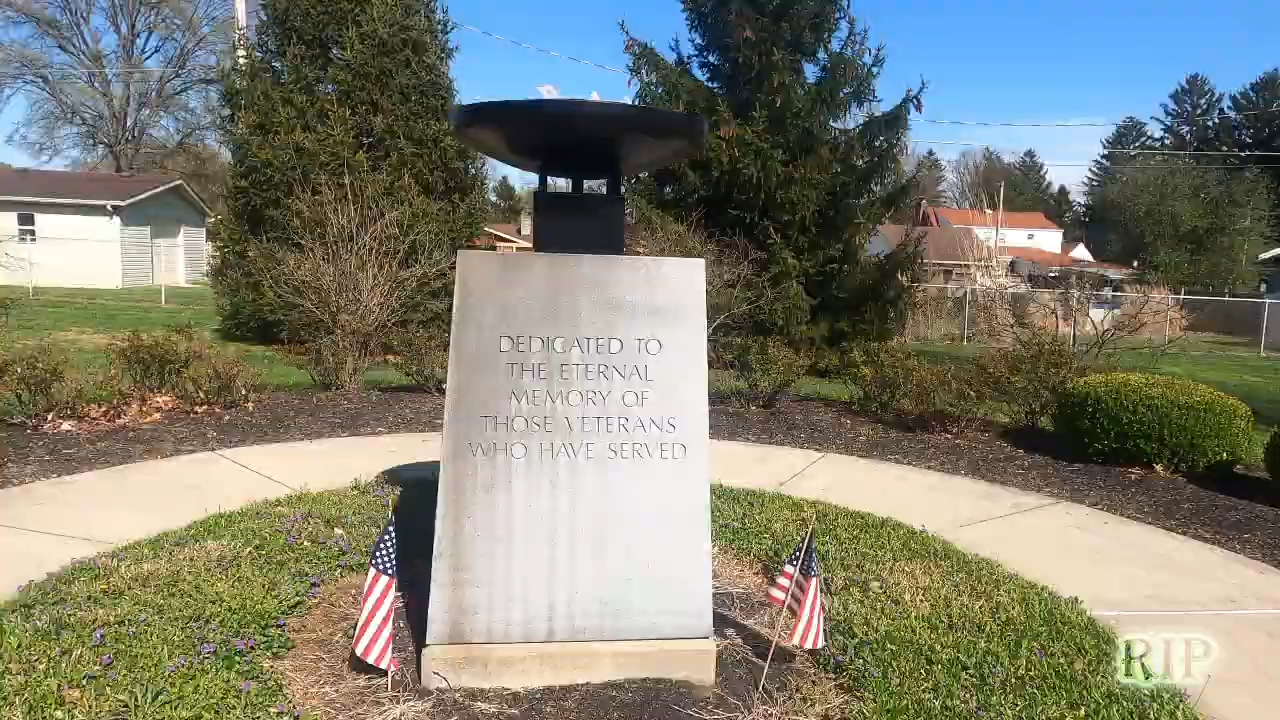 DEDICATED TO
THE ETERNAL
MEMORY OF
THOSE VETERANS
WHO HAVE SERVED
RIP